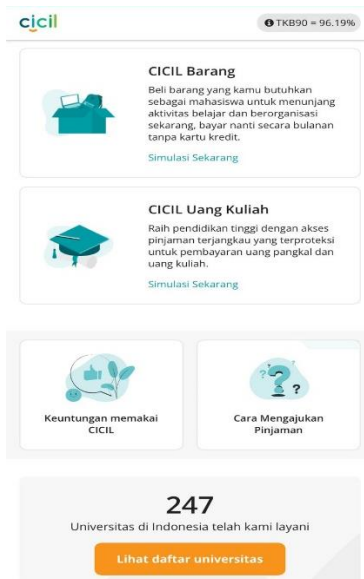 cicil
TKB90 = 96.19%
CICIL Barang
Beli barang yang kamu butuhkan
sebagai mahasiswa untuk menunjang
aktivitas belajar dan berorganisasi
sekarang, bayar nanti secara bulanan
tanpa kartu kredit.
Simulasi Sekarang
CICIL Uang Kuliah
Raih pendidikan tinggi dengan akses
pinjaman terjangkau yang terproteksi
untuk pembayaran uang pangkal dan
uang kuliah.
Simulasi Sekarang
Keuntungan memakai
CICIL
Cara Mengajukan
Pinjaman
247
Universitas di Indonesia telah kami layani
Lihat daftar universitas